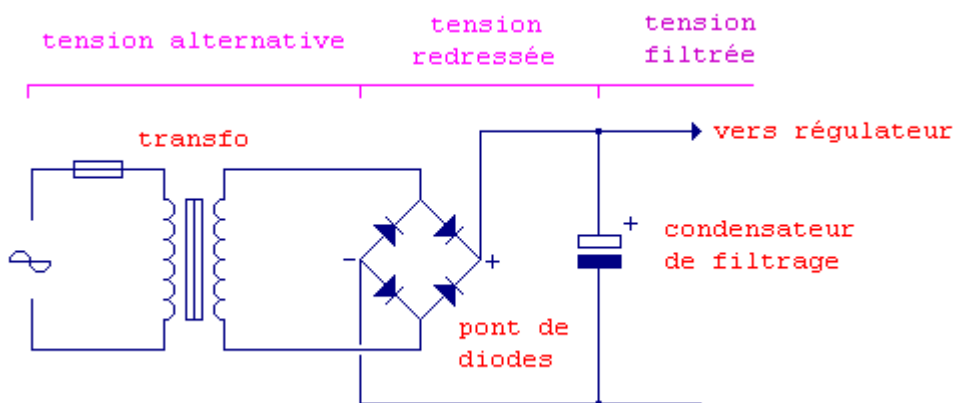 tension alternative
tension
redressée
tension
filtrée
transfo
vers régulateur
+
condensateur
de filtrage
-
+
pont de
diodes